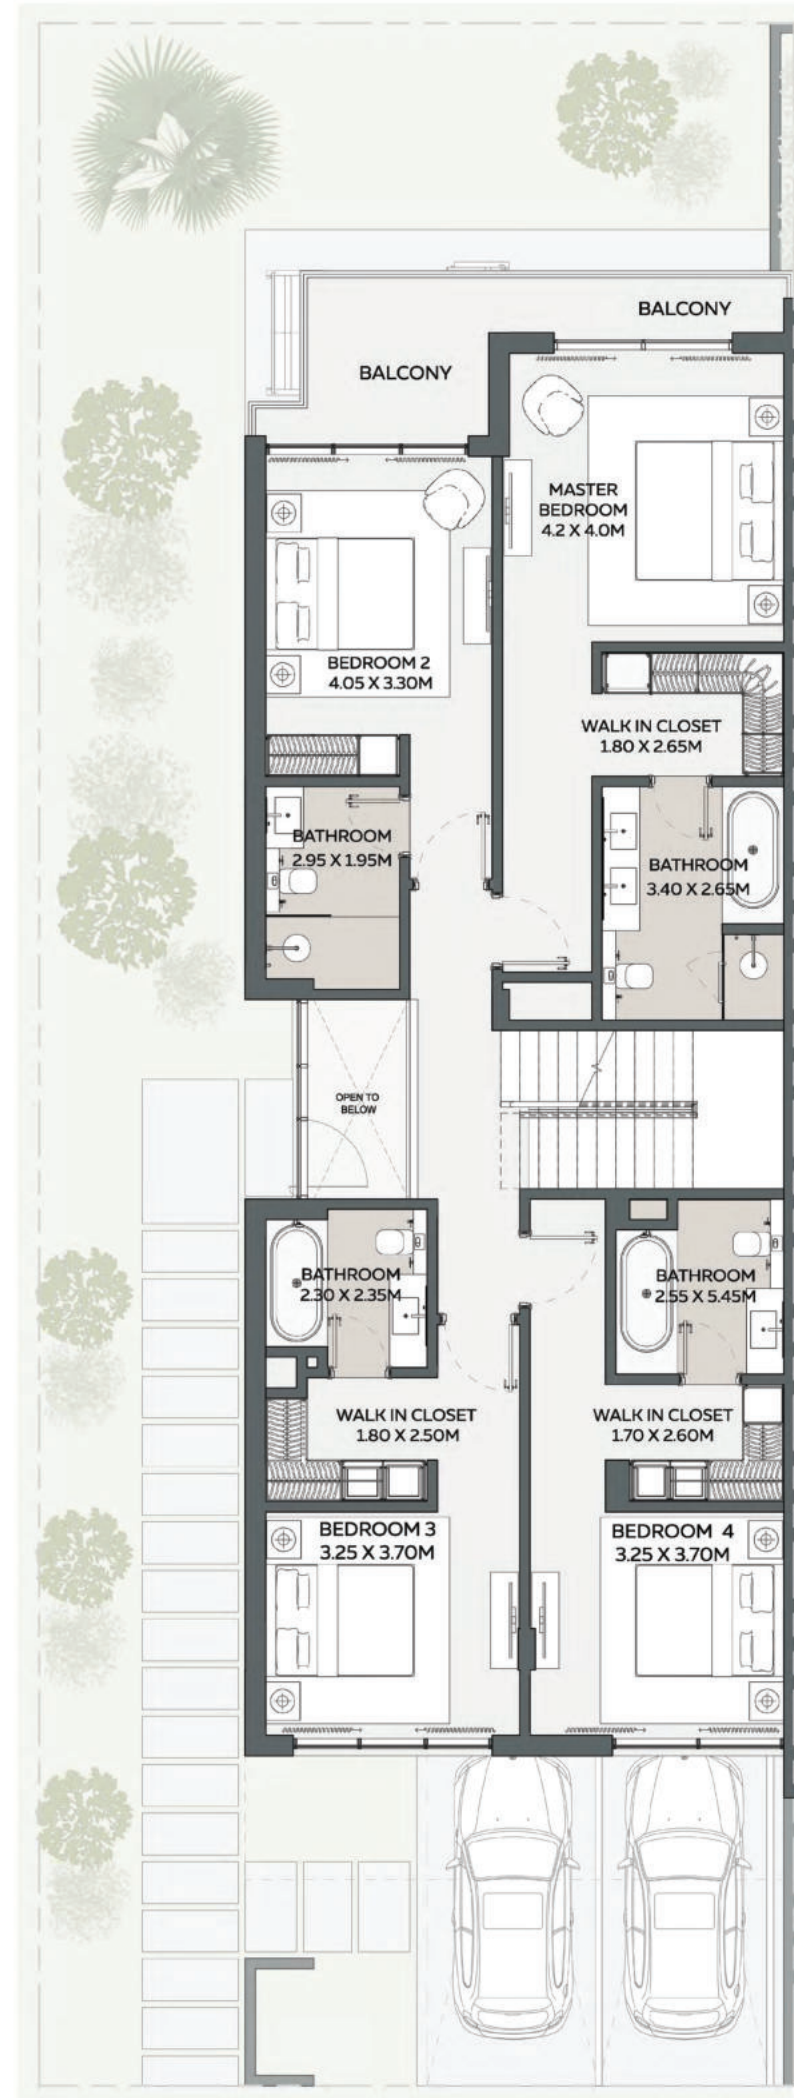 BALCONY
BALCONY
MASTER
BEDROOM
4.2 X 4.0M
BEDROOM 2
4.05 X 3.30M
WALK IN CLOSET
1.80 X 2.65M
BATHROOM
2.95 X 1.95M
BATHROOM
3.40 X 2.65M
OPEN TO
BELOW
BATHROOM
2.30 X 2.35M
BATHROOM
2.55 X 5.45M
WALK IN CLOSET
1.80 X 2.50M
WALK IN CLOSET
1.70 X 2.60M
BEDROOM 3
3.25 X 3.70M
BEDROOM 4
3.25 X 3.70M